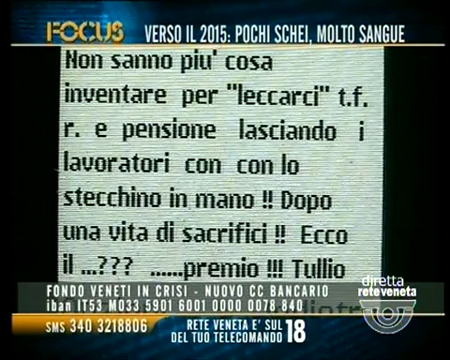 FOCUS VERSO IL 2015: POCHI SCHEI, MOLTO SANGUE
Non sanno piu' cosa
inventare per "leccarci" t.f.
r. e pensione lasciando i
lavoratori con con lo
stecchino in mano !! Dopo
una vita di sacrifici !! Ecco
il ...??? ......premio !!! Tullio
diretta
reteveneta
FONDO VENETI IN CRISI - NUOVO CC BANCARIO
iban IT53 M033 5901 6001 0000 0078 840
SMS 340 3218806
RETE VENETA E' SUL
DEL TUO TELECOMANDO 18